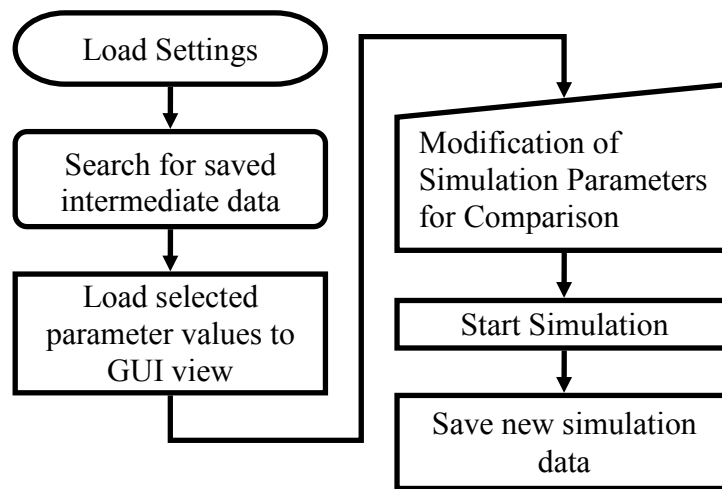 Load Settings
Search for saved
intermediate data
Load selected
parameter values to
GUI view
Modification of
Simulation Parameters
for Comparison
Start Simulation
Save new simulation
data